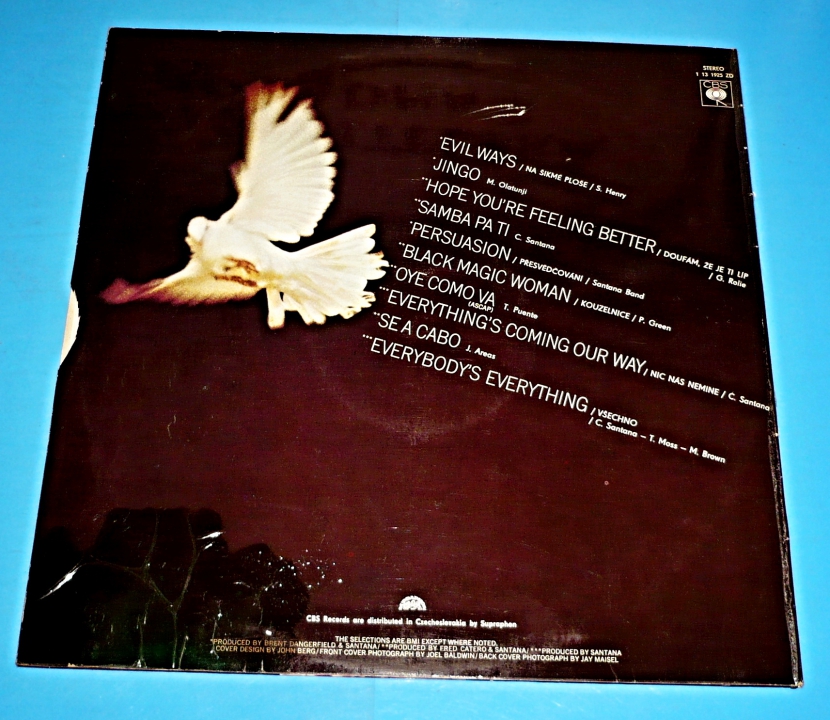 STEREO
1 13 1925 ZD
CBS
*EVIL WAYS / NA SIKME PLOSE / S. Henry
*JINGO M. Olatunji
**HOPE YOU'RE FEELING BETTER / DOUFÁM, ŽE JE TI LIP
/ G. Rolie
**SAMBA PA TI C. Santana
*PERSUASION / PRESVEDCOVANI / Santana Band
**BLACK MAGIC WOMAN / KOUZELNICE / P. Green
**OYE COMO VA T. Puente
(ASCAP)
***EVERYTHING'S COMING OUR WAY / NIC NAS NEMINE / C. Santana
**SE A CABO J. Areas
***EVERYBODY'S EVERYTHING / VŠECHNO
/ C. Santana – T. Moss – M. Brown
CBS Records are distributed in Czechoslovakia by Supraphon
THE SELECTIONS ARE BMI EXCEPT WHERE NOTED.
*PRODUCED BY BRENT DANGERFIELD & SANTANA/**PRODUCED BY FRED CATERO & SANTANA/***PRODUCED BY SANTANA
COVER DESIGN BY JOHN BERG/FRONT COVER PHOTOGRAPH BY JOEL BALDWIN/BACK COVER PHOTOGRAPH BY JAY MAISEL